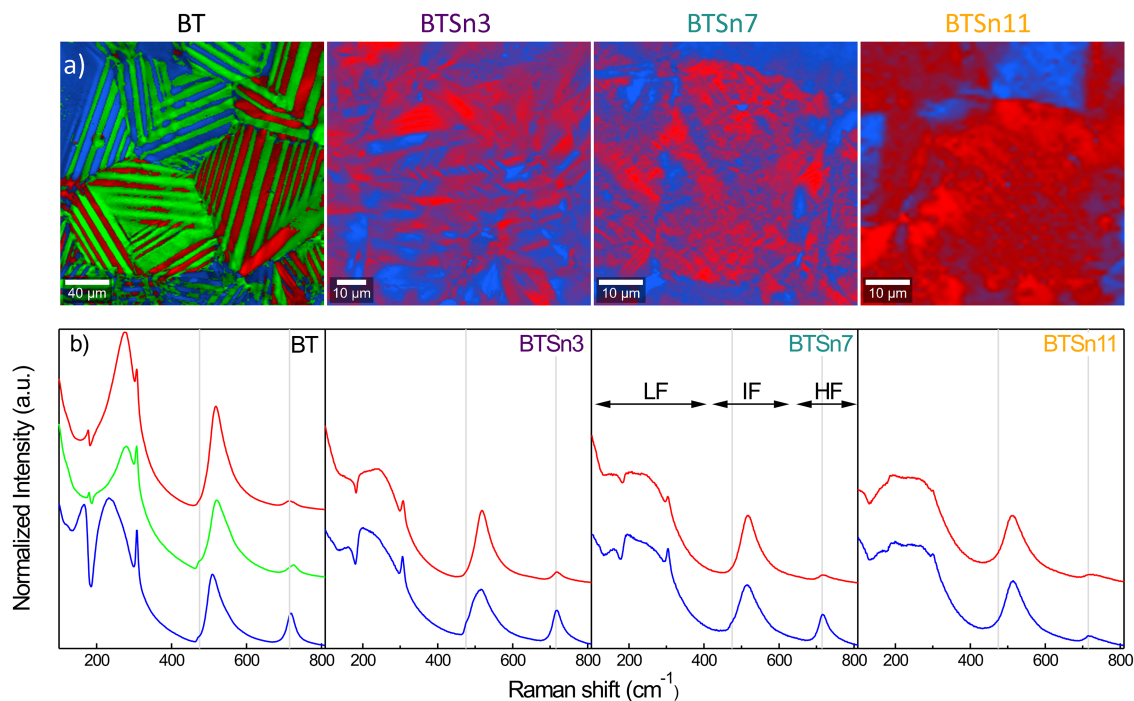 BT BTSn3 BTSn7 BTSn11
a)
40 µm 10 µm 10 µm 10 µm
b) BT BTSn3 BTSn7 BTSn11
LF IF HF
Normalized Intensity (a.u.)
200 400 600 800 200 400 600 800 200 400 600 800 200 400 600 800
Raman shift (cm⁻¹)